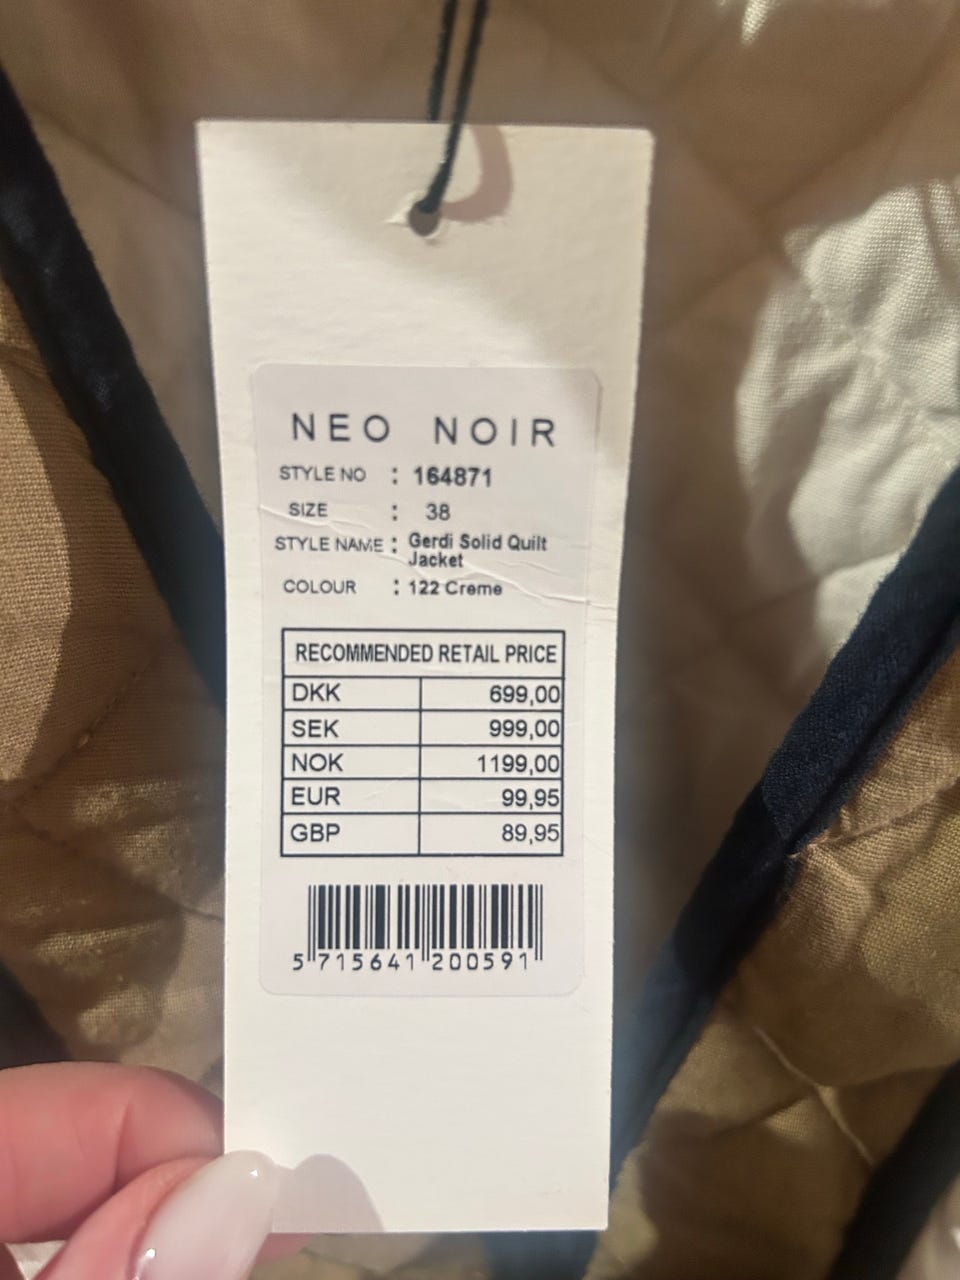 NEO NOIR
STYLE NO : 164871
SIZE : 38
STYLE NAME : Gerdi Solid Quilt
Jacket
COLOUR : 122 Creme
RECOMMENDED RETAIL PRICE
DKK 699,00
SEK 999,00
NOK 1199,00
EUR 99,95
GBP 89,95
5 715641 200591